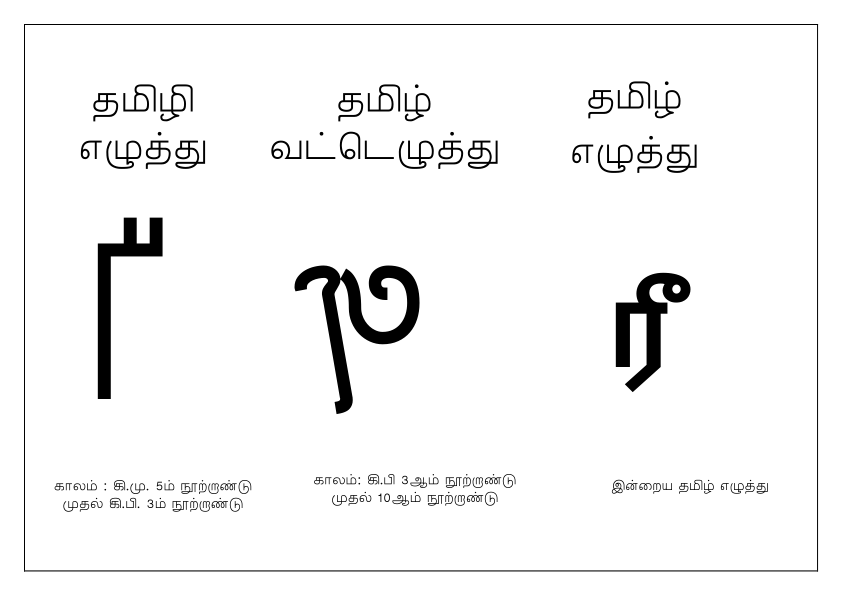 தமிழி
எழுத்து
தமிழ்
வட்டெழுத்து
தமிழ்
எழுத்து
ரீ
காலம் : கி.மு. 5ம் நூற்றாண்டு
முதல் கி.பி. 3ம் நூற்றாண்டு
காலம்: கி.பி 3ஆம் நூற்றாண்டு
முதல் 10ஆம் நூற்றாண்டு
இன்றைய தமிழ் எழுத்து